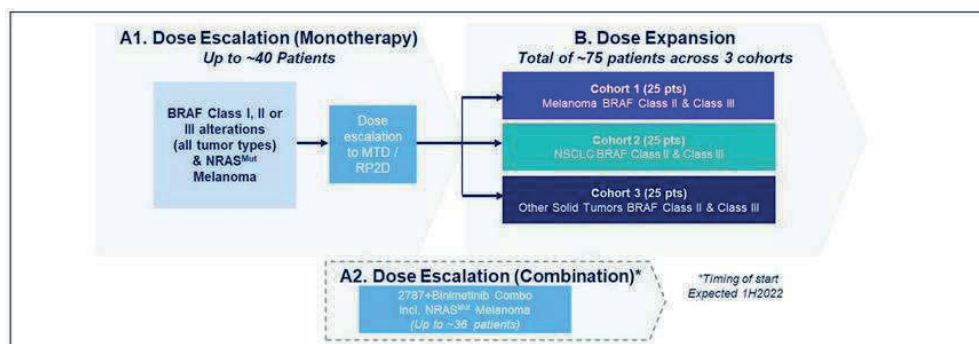 A1. Dose Escalation (Monotherapy)
Up to ~40 Patients
BRAF Class I, II or
III alterations
(all tumor types)
& NRASMut
Melanoma
Dose
escalation
to MTD /
RP2D
B. Dose Expansion
Total of ~75 patients across 3 cohorts
Cohort 1 (25 pts)
Melanoma BRAF Class II & Class III
Cohort 2 (25 pts)
NSCLC BRAF Class II & Class III
Cohort 3 (25 pts)
Other Solid Tumors BRAF Class II & Class III
A2. Dose Escalation (Combination)*
2787+Binimetinib Combo
Incl. NRASMut Melanoma
(Up to ~36 patients)
*Timing of start
Expected 1H2022